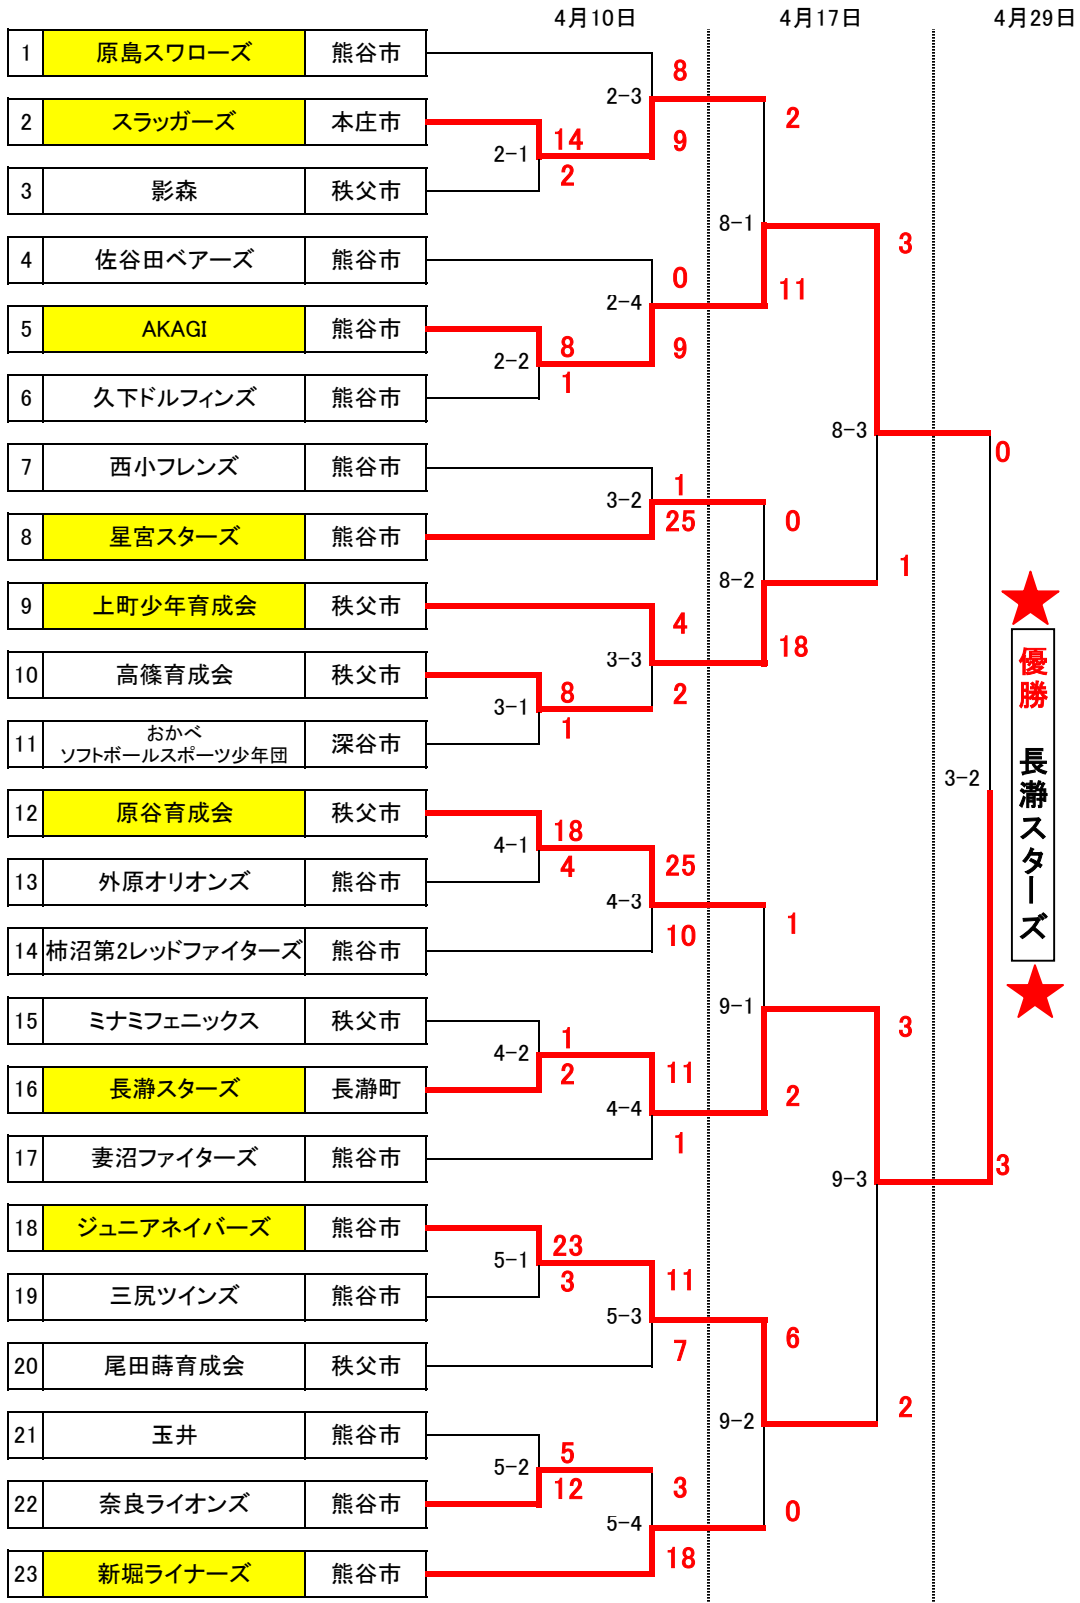 4月10日 4月17日 4月29日
1 原島スワローズ 熊谷市
8
2-3
2 スラッガーズ 本庄市
2
14
9
2-1
2
3 影森 秩父市
8-1
3
4 佐谷田ベアーズ 熊谷市
0
11
2-4
5 AKAGI 熊谷市
8
9
2-2
1
6 久下ドルフィンズ 熊谷市
8-3
0
7 西小フレンズ 熊谷市
1
3-2
25
0
8 星宮スターズ 熊谷市
1
8-2
9 上町少年育成会 秩父市
4
18
3-3
10 高篠育成会 秩父市
8
2
3-1
1
11 おかべ
ソフトボールスポーツ少年団 深谷市
優勝 長瀞スターズ
3-2
12 原谷育成会 秩父市
18
4-1
4
25
13 外原オリオンズ 熊谷市
4-3
1
10
14 柿沼第2レッドファイターズ 熊谷市
9-1
15 ミナミフェニックス 秩父市
1
3
4-2
2
11
16 長瀞スターズ 長瀞町
2
4-4
1
17 妻沼ファイターズ 熊谷市
3
9-3
18 ジュニアネイバーズ 熊谷市
23
5-1
3
11
19 三尻ツインズ 熊谷市
5-3
6
7
20 尾田蒔育成会 秩父市
2
9-2
21 玉井 熊谷市
5
5-2
12
3
22 奈良ライオンズ 熊谷市
0
5-4
18
23 新堀ライナーズ 熊谷市